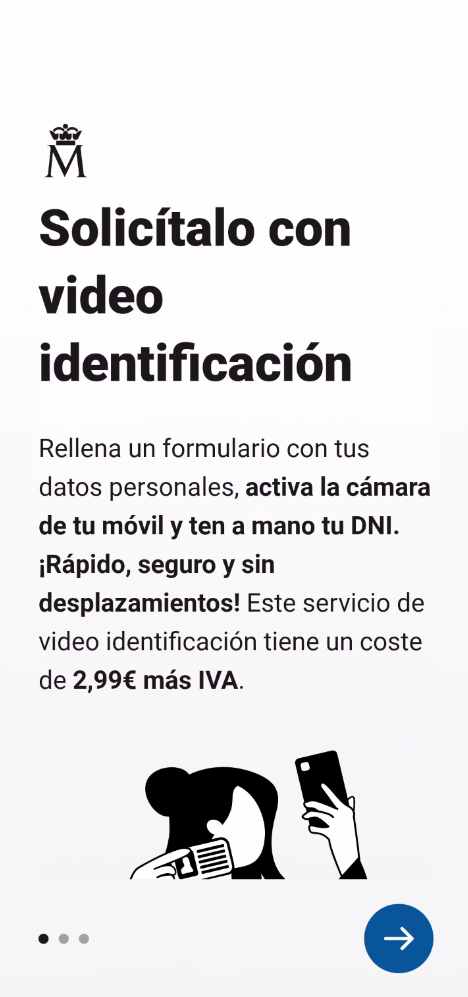 M
Solicítalo con
video
identificación
Rellena un formulario con tus
datos personales, activa la cámara
de tu móvil y ten a mano tu DNI.
¡Rápido, seguro y sin
desplazamientos! Este servicio de
video identificación tiene un coste
de 2,99€ más IVA.